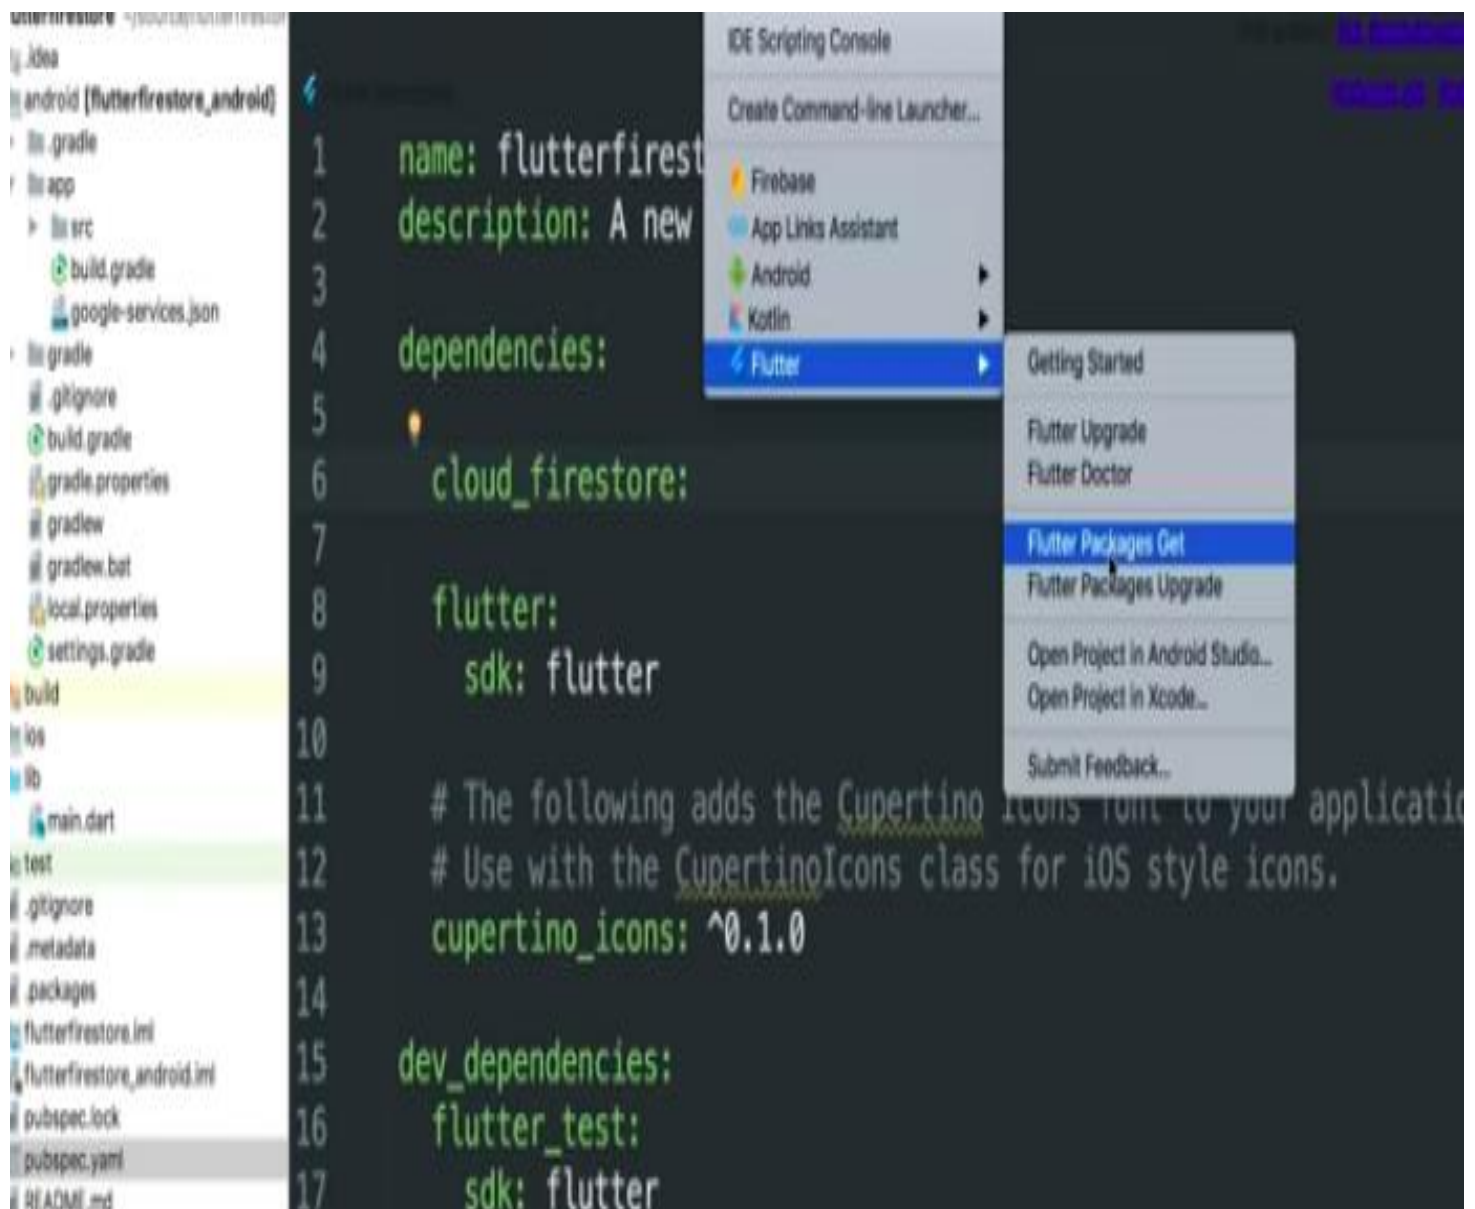 utterfirestore
.idea
android [flutterfirestore_android]
.gradle
app
src
build.gradle
google-services.json
gradle
.gitignore
build.gradle
gradle.properties
gradlew
gradlew.bat
local.properties
settings.gradle
build
ios
lib
main.dart
test
.gitignore
.metadata
.packages
flutterfirestore.iml
flutterfirestore_android.iml
pubspec.lock
pubspec.yaml
README.md
1 name: flutterfirest
2 description: A new
3
4 dependencies:
5
6 cloud_firestore:
7
8 flutter:
9 sdk: flutter
10
11 # The following adds the Cupertino Icons font to your applicatio
12 # Use with the CupertinoIcons class for iOS style icons.
13 cupertino_icons: ^0.1.0
14
15 dev_dependencies:
16 flutter_test:
17 sdk: flutter
IDE Scripting Console
Create Command-line Launcher...
Firebase
App Links Assistant
Android
Kotlin
Flutter
Getting Started
Flutter Upgrade
Flutter Doctor
Flutter Packages Get
Flutter Packages Upgrade
Open Project in Android Studio...
Open Project in Xcode...
Submit Feedback...